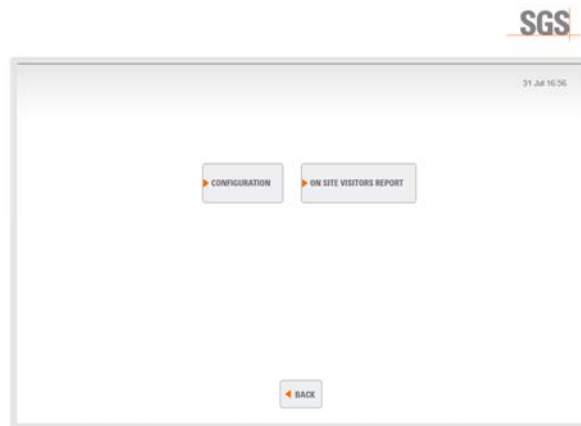 SGS
31 Jul 16:56
CONFIGURATION
ON SITE VISITORS REPORT
BACK